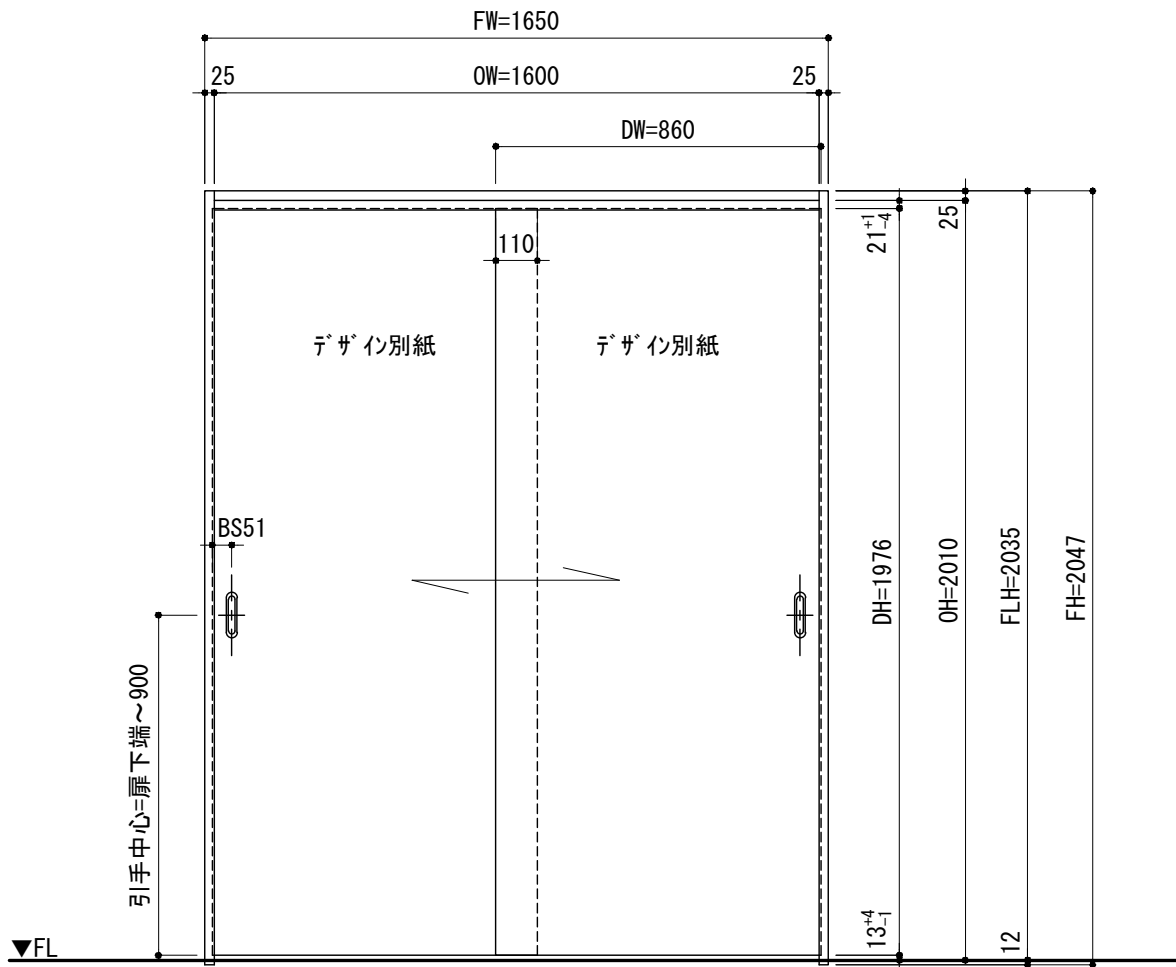 FW=1650
25
OW=1600
25
DW=860
110
21+1-4
25
デザイン別紙
デザイン別紙
BS51
DH=1976
OH=2010
FLH=2035
FH=2047
引手中心=扉下端~900
13+4-1
12
▼FL